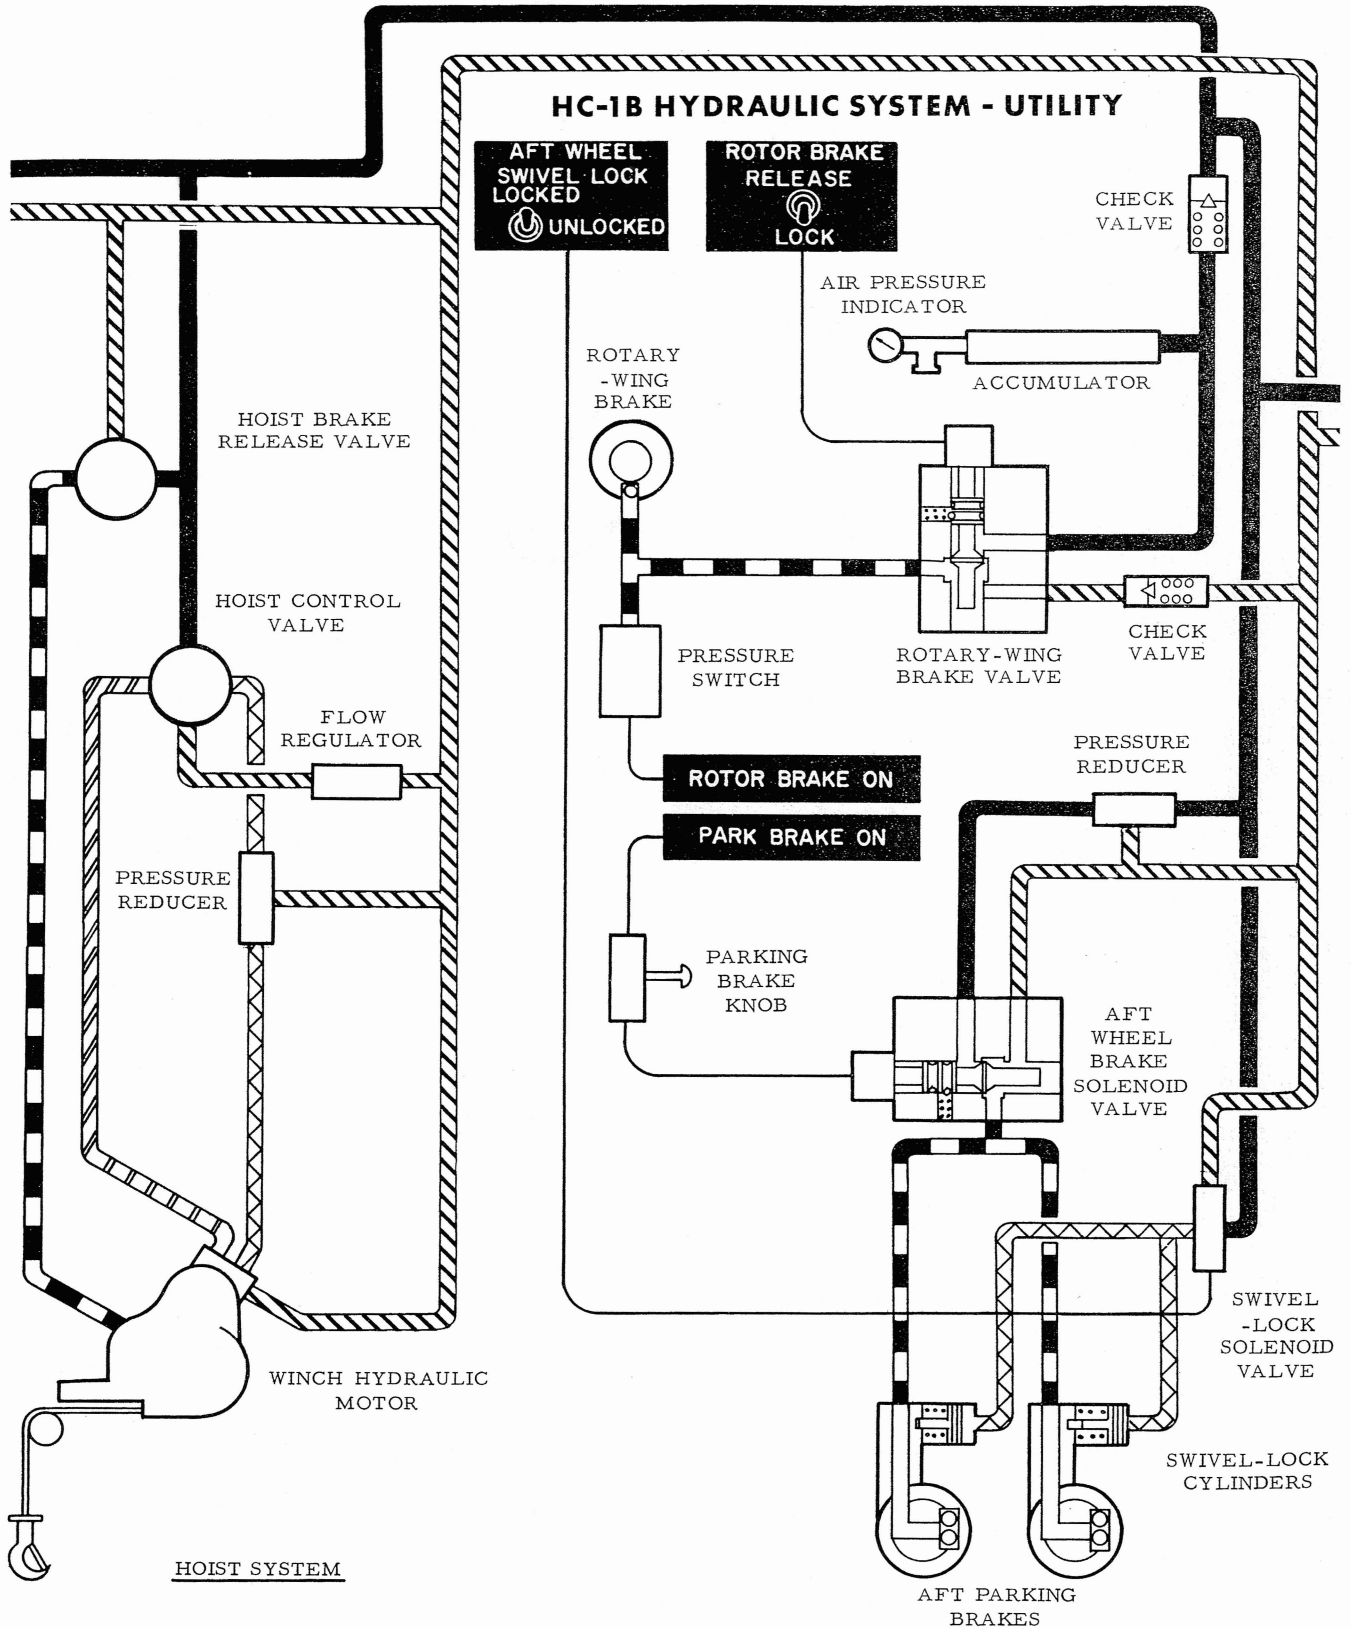 HC-1B HYDRAULIC SYSTEM - UTILITY
AFT WHEEL
SWIVEL LOCK
LOCKED
UNLOCKED
ROTOR BRAKE
RELEASE
LOCK
CHECK
VALVE
AIR PRESSURE
INDICATOR
ACCUMULATOR
ROTARY
-WING
BRAKE
HOIST BRAKE
RELEASE VALVE
HOIST CONTROL
VALVE
PRESSURE
SWITCH
ROTARY-WING
BRAKE VALVE
CHECK
VALVE
FLOW
REGULATOR
ROTOR BRAKE ON
PARK BRAKE ON
PRESSURE
REDUCER
PRESSURE
REDUCER
PARKING
BRAKE
KNOB
AFT
WHEEL
BRAKE
SOLENOID
VALVE
SWIVEL
-LOCK
SOLENOID
VALVE
WINCH HYDRAULIC
MOTOR
SWIVEL-LOCK
CYLINDERS
HOIST SYSTEM
AFT PARKING
BRAKES